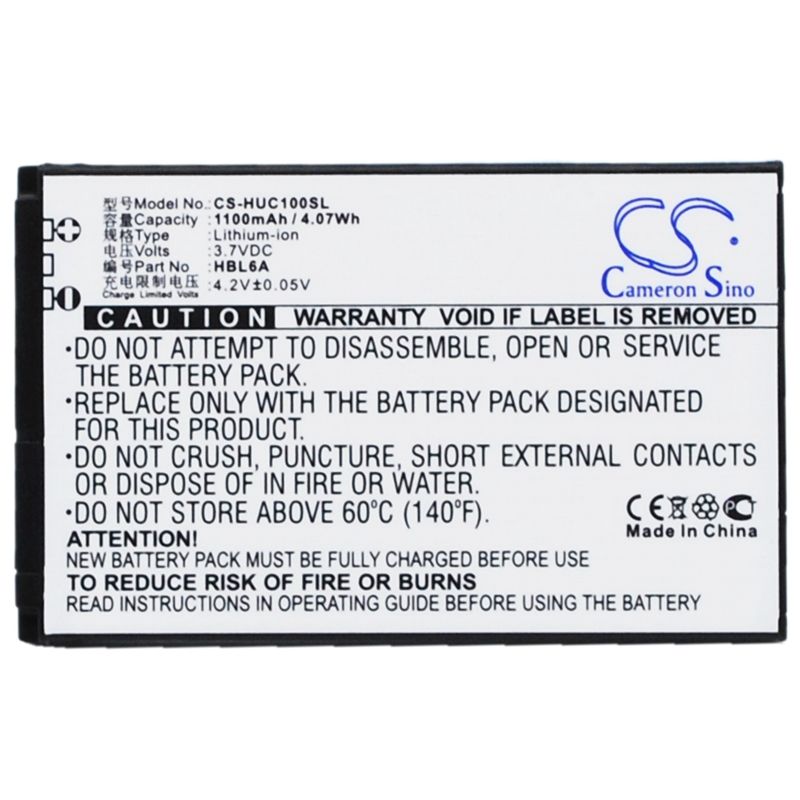 型号Model No.: CS-HUC100SL
容量Capacity: 1100mAh / 4.07Wh
规格Type: Lithium-ion
电压Volts: 3.7VDC
配号Part No HBL6A
充电限制电压: 4.2V±0.05V
Charge Limited Volts
CS
Cameron Sino
CAUTION WARRANTY VOID IF LABEL IS REMOVED
•DO NOT ATTEMPT TO DISASSEMBLE, OPEN OR SERVICE
THE BATTERY PACK.
•REPLACE ONLY WITH THE BATTERY PACK DESIGNATED
FOR THIS PRODUCT.
•DO NOT CRUSH, PUNCTURE, SHORT EXTERNAL CONTACTS
OR DISPOSE OF IN FIRE OR WATER.
•DO NOT STORE ABOVE 60℃ (140℉).
CE
Made In China
ATTENTION!
NEW BATTERY PACK MUST BE FULLY CHARGED BEFORE USE
TO REDUCE RISK OF FIRE OR BURNS
READ INSTRUCTIONS IN OPERATING GUIDE BEFORE USING THE BATTERY